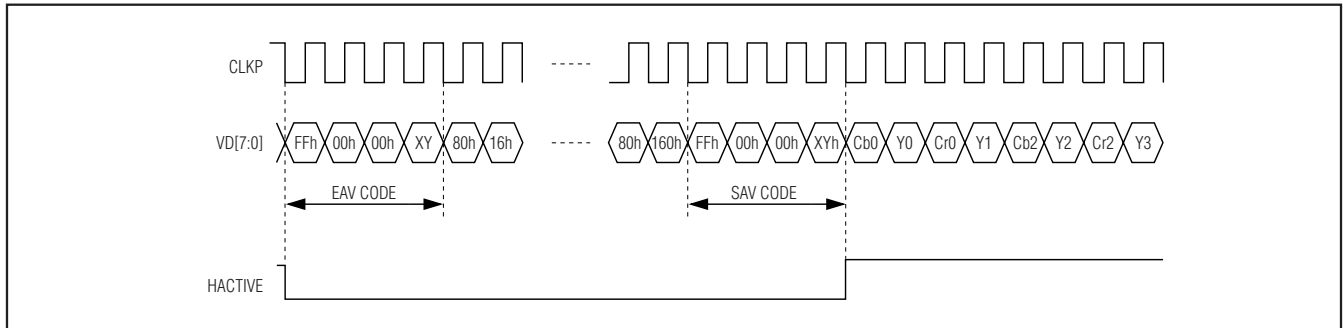 CLKP
VD[7:0] FFh 00h 00h XY 80h 16h 80h 160h FFh 00h 00h XYh Cb0 Y0 Cr0 Y1 Cb2 Y2 Cr2 Y3
EAV CODE SAV CODE
HACTIVE